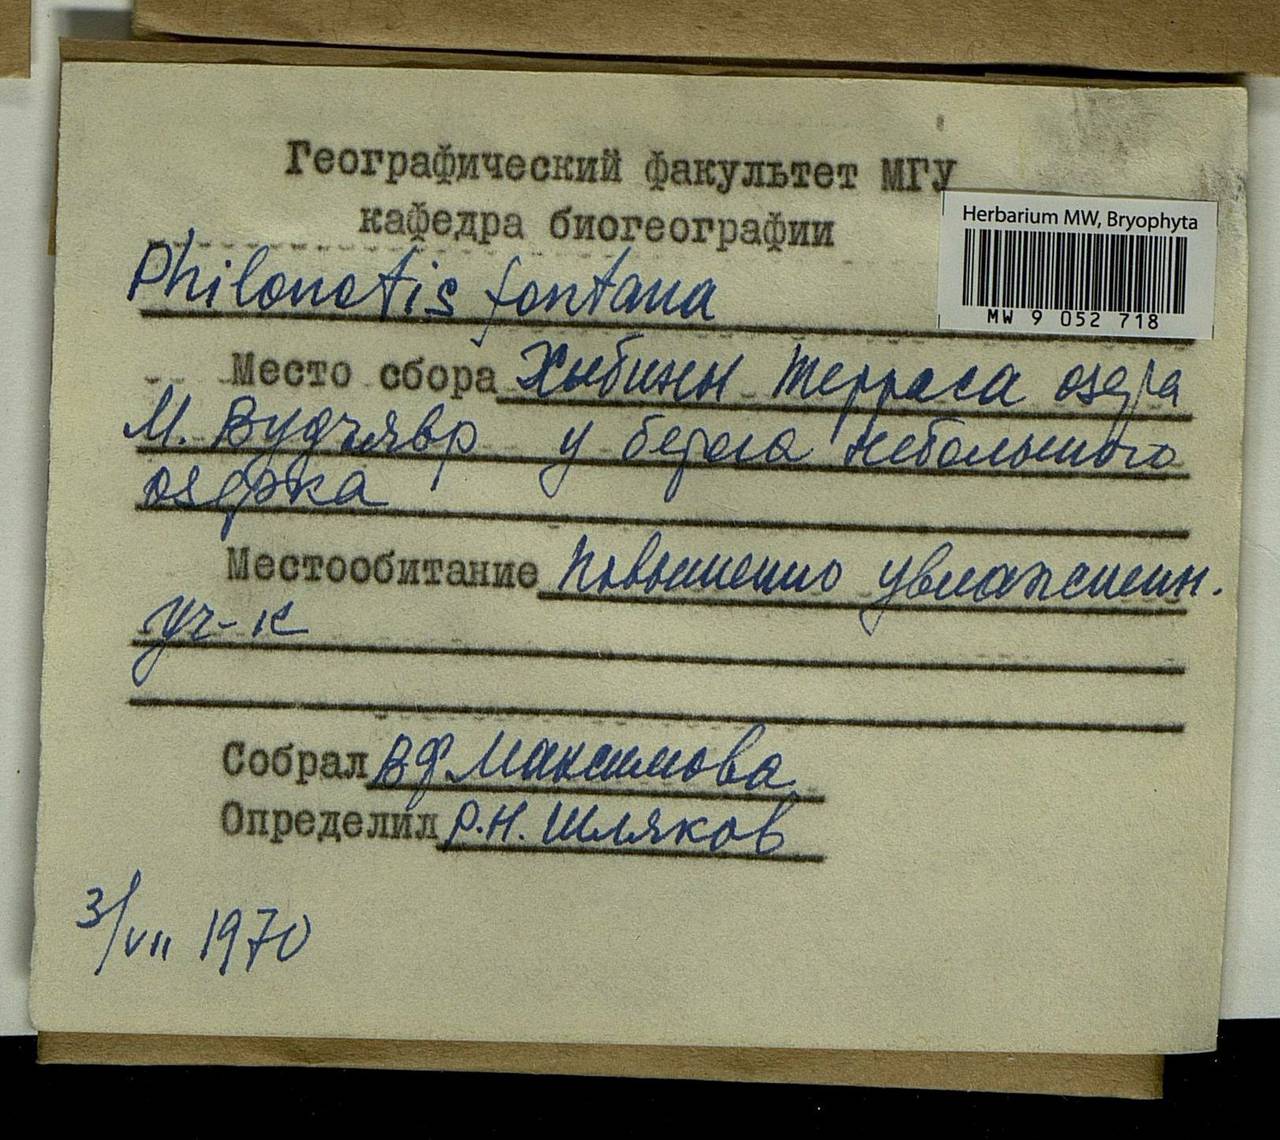 Географический факультет МГУ
кафедра биогеографии
Herbarium MW, Bryophyta
MW 9 052 718
Philonotis fontana
Место сбора Хибины терраса озера
М. Вудъявр у берега небольшого
озерка
Местообитание повышенно увлажненн.
уч-к
Собрал В Ф Максимова
Определил Р.Н. Шляков
3/VII 1970